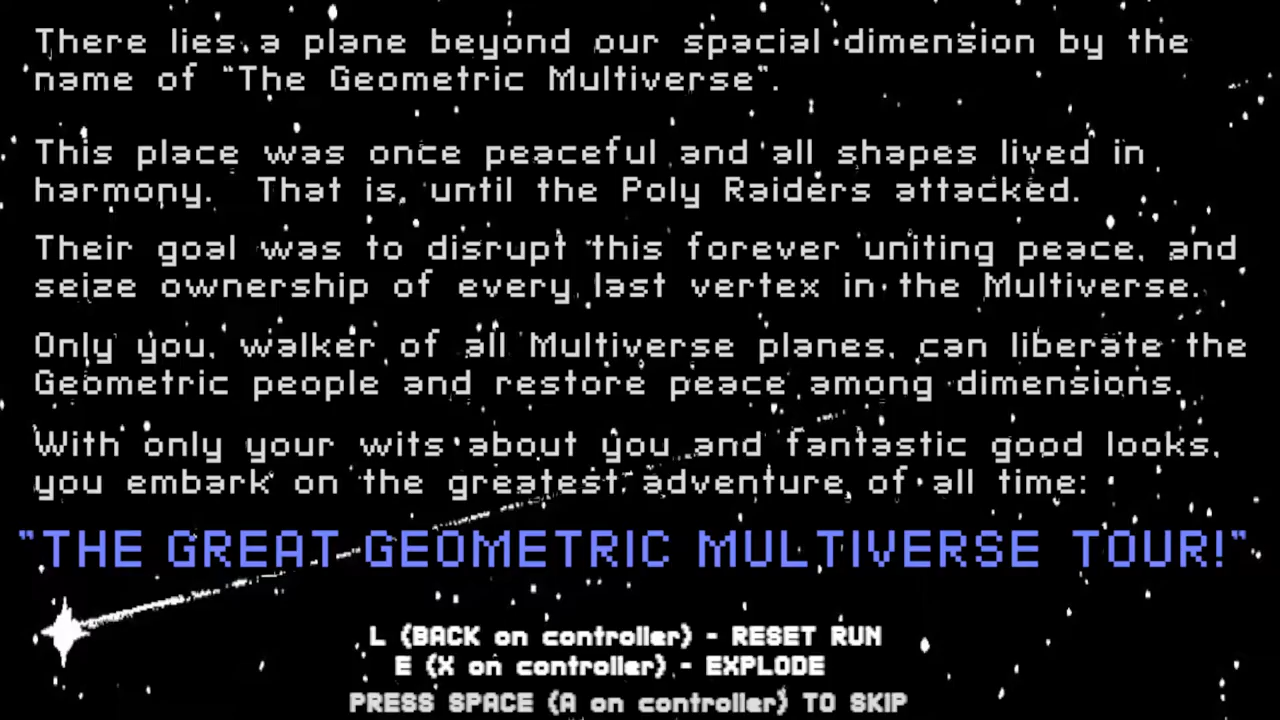 There lies a plane beyond our spacial dimension by the
name of "The Geometric Multiverse".
This place was once peaceful and all shapes lived in
harmony.  That is, until the Poly Raiders attacked.
Their goal was to disrupt this forever uniting peace, and
seize ownership of every last vertex in the Multiverse.
Only you, walker of all Multiverse planes, can liberate the
Geometric people and restore peace among dimensions.
With only your wits about you and fantastic good looks,
you embark on the greatest adventure of all time:
"THE GREAT GEOMETRIC MULTIVERSE TOUR!"
L (BACK on controller) - RESET RUN
E (X on controller) - EXPLODE
PRESS SPACE (A on controller) TO SKIP